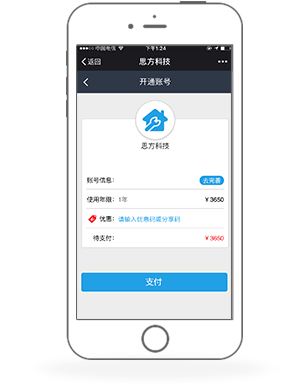 中国电信 下午1:24
返回 思方科技
开通账号
思方科技
账号信息: 去完善
使用年限: 1年 ¥3650
优惠: 请输入优惠码或分享码
待支付: ¥3650
支付